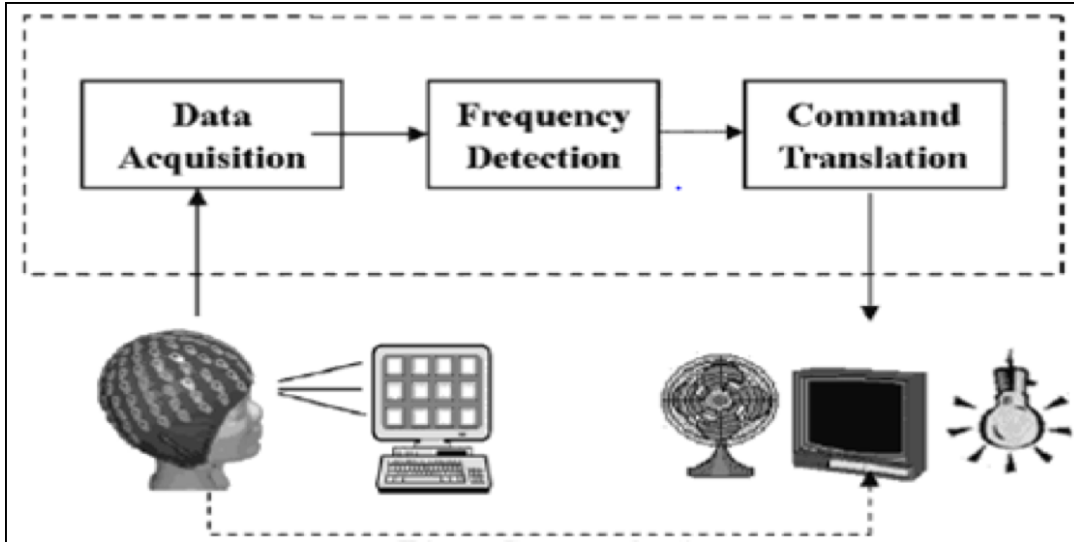 Data
Acquisition
Frequency
Detection
Command
Translation